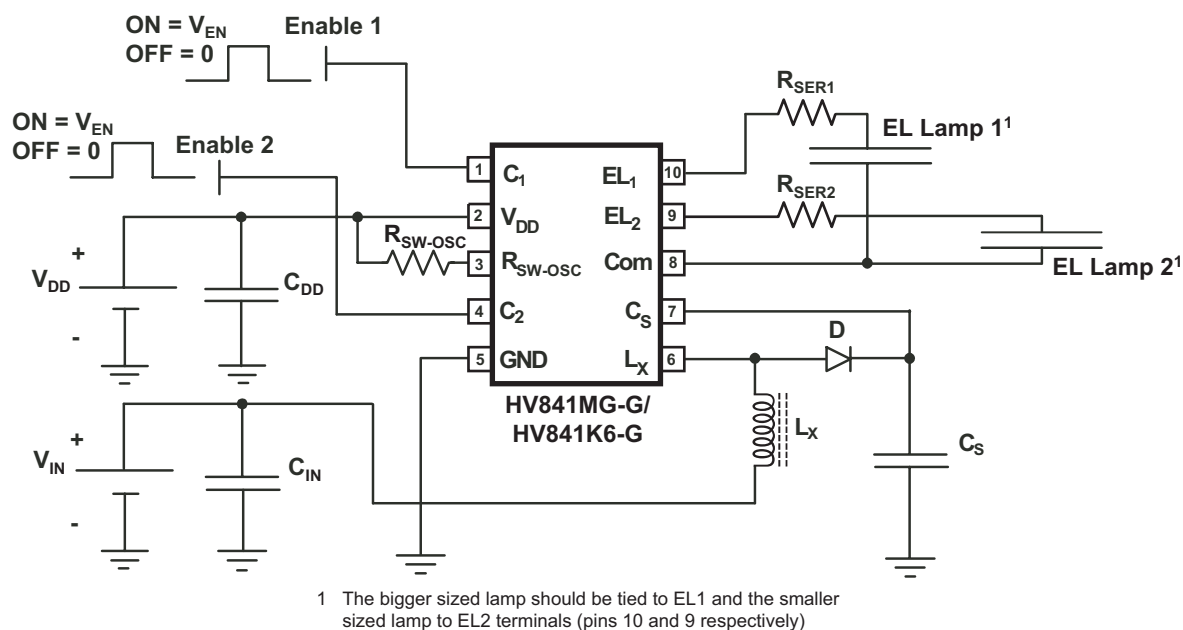 ON = VEN
OFF = 0
Enable 1
ON = VEN
OFF = 0
Enable 2
RSER1
EL Lamp 1¹
RSER2
EL Lamp 2¹
1 C1
2 VDD
3 RSW-OSC
4 C2
5 GND
EL1 10
EL2 9
Com 8
CS 7
LX 6
RSW-OSC
+
VDD
-
CDD
+
VIN
-
CIN
D
LX
CS
HV841MG-G/
HV841K6-G
1 The bigger sized lamp should be tied to EL1 and the smaller
sized lamp to EL2 terminals (pins 10 and 9 respectively)